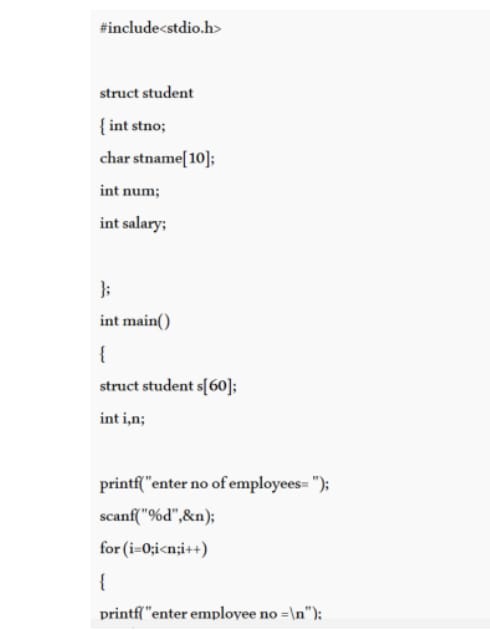 #include<stdio.h>
struct student
{ int stno;
char stname[10];
int num;
int salary;
};
int main()
{
struct student s[60];
int i,n;
printf("enter no of employees= ");
scanf("%d",&n);
for (i=0;i<n;i++)
{
printf("enter employee no =\n");